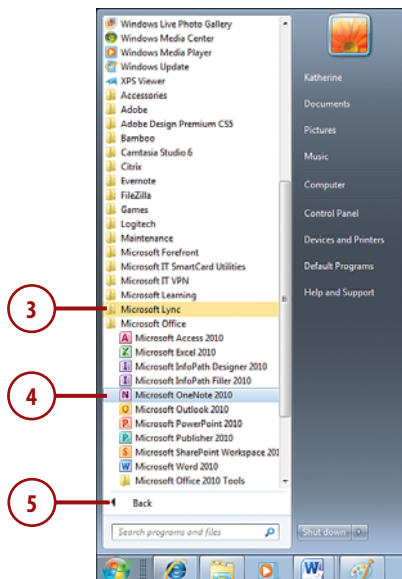 Windows Live Photo Gallery
Windows Media Center
Windows Media Player
Windows Update
XPS Viewer
Accessories
Adobe
Adobe Design Premium CS5
Bamboo
Camtasia Studio 6
Citrix
Evernote
FileZilla
Games
Logitech
Maintenance
Microsoft Forefront
Microsoft IT SmartCard Utilities
Microsoft IT VPN
Microsoft Learning
3
Microsoft Lync
Microsoft Office
A Microsoft Access 2010
X Microsoft Excel 2010
I Microsoft InfoPath Designer 2010
I Microsoft InfoPath Filler 2010
4
N Microsoft OneNote 2010
O Microsoft Outlook 2010
P Microsoft PowerPoint 2010
P Microsoft Publisher 2010
S Microsoft SharePoint Workspace 201
W Microsoft Word 2010
Microsoft Office 2010 Tools
5
Back
Search programs and files
Katherine
Documents
Pictures
Music
Computer
Control Panel
Devices and Printers
Default Programs
Help and Support
Shut down
W